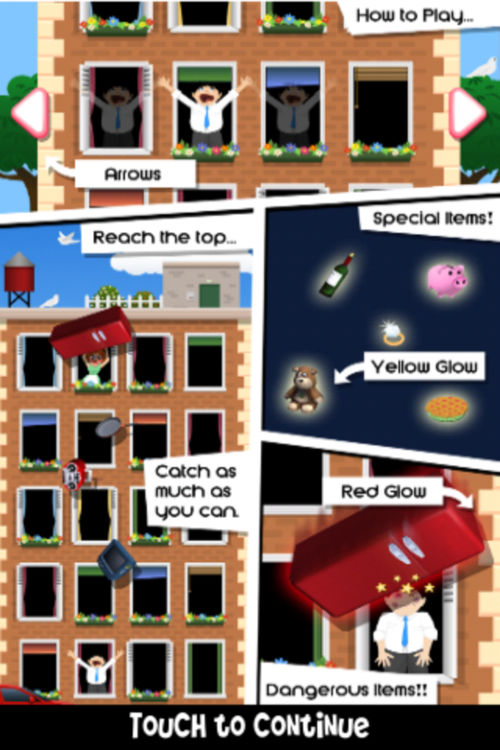 How to Play...
Arrows
Reach the top...
Special Items!
Yellow Glow
Catch as
much as
you can.
Red Glow
Dangerous Items!!
Touch to Continue